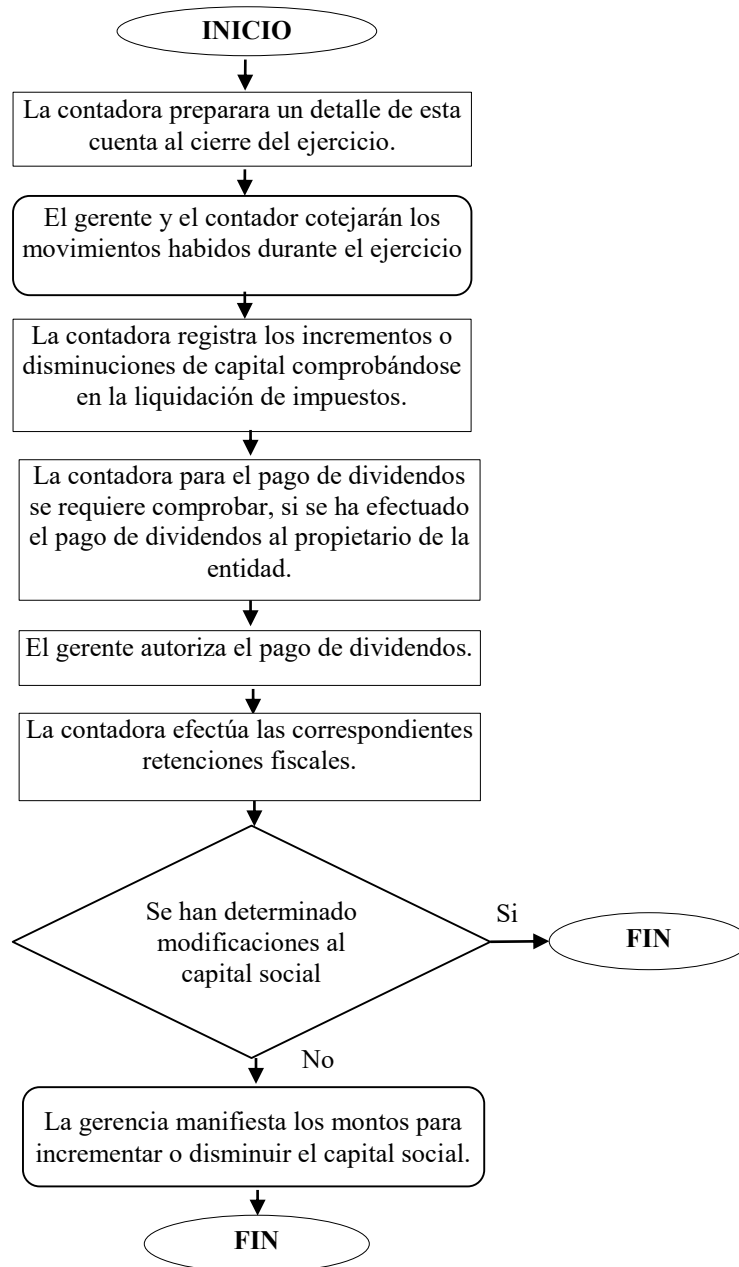 INICIO
La contadora preparara un detalle de esta
cuenta al cierre del ejercicio.
El gerente y el contador cotejarán los
movimientos habidos durante el ejercicio
La contadora registra los incrementos o
disminuciones de capital comprobándose
en la liquidación de impuestos.
La contadora para el pago de dividendos
se requiere comprobar, si se ha efectuado
el pago de dividendos al propietario de la
entidad.
El gerente autoriza el pago de dividendos.
La contadora efectúa las correspondientes
retenciones fiscales.
Se han determinado
modificaciones al
capital social
Si
FIN
No
La gerencia manifiesta los montos para
incrementar o disminuir el capital social.
FIN